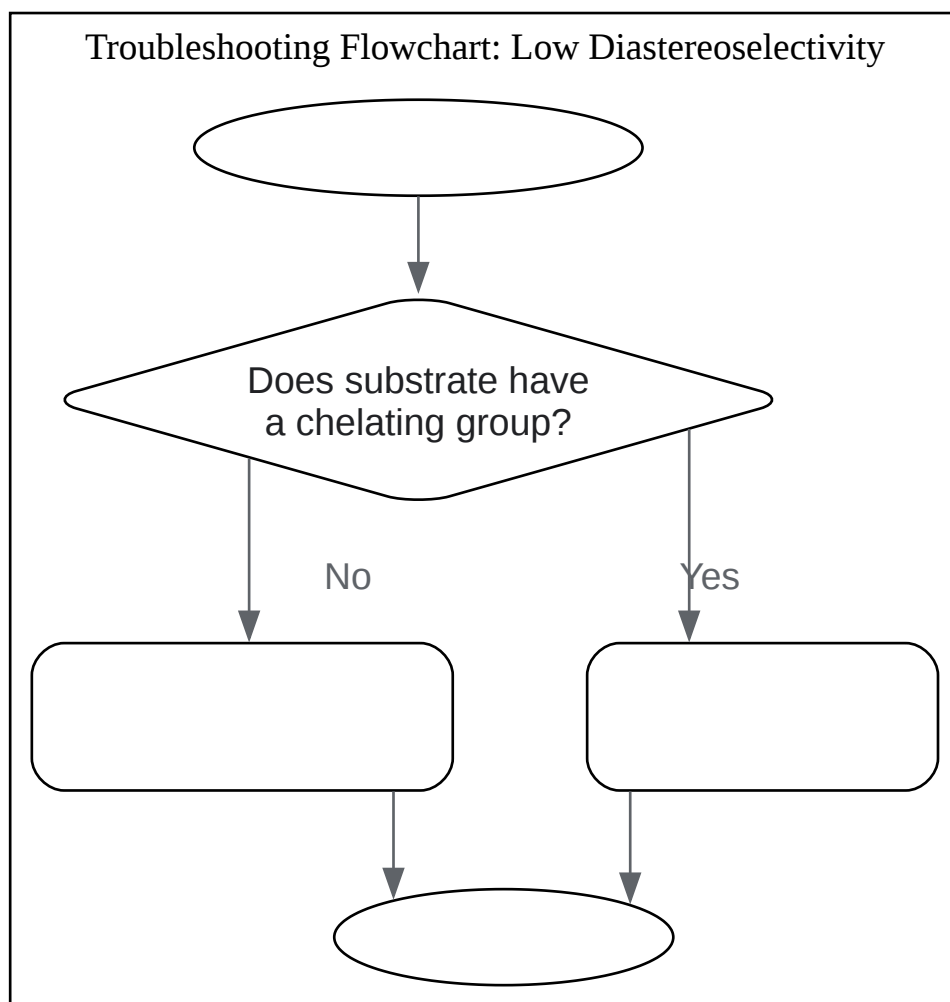 Troubleshooting Flowchart: Low Diastereoselectivity
Does substrate have
a chelating group?
No
Yes